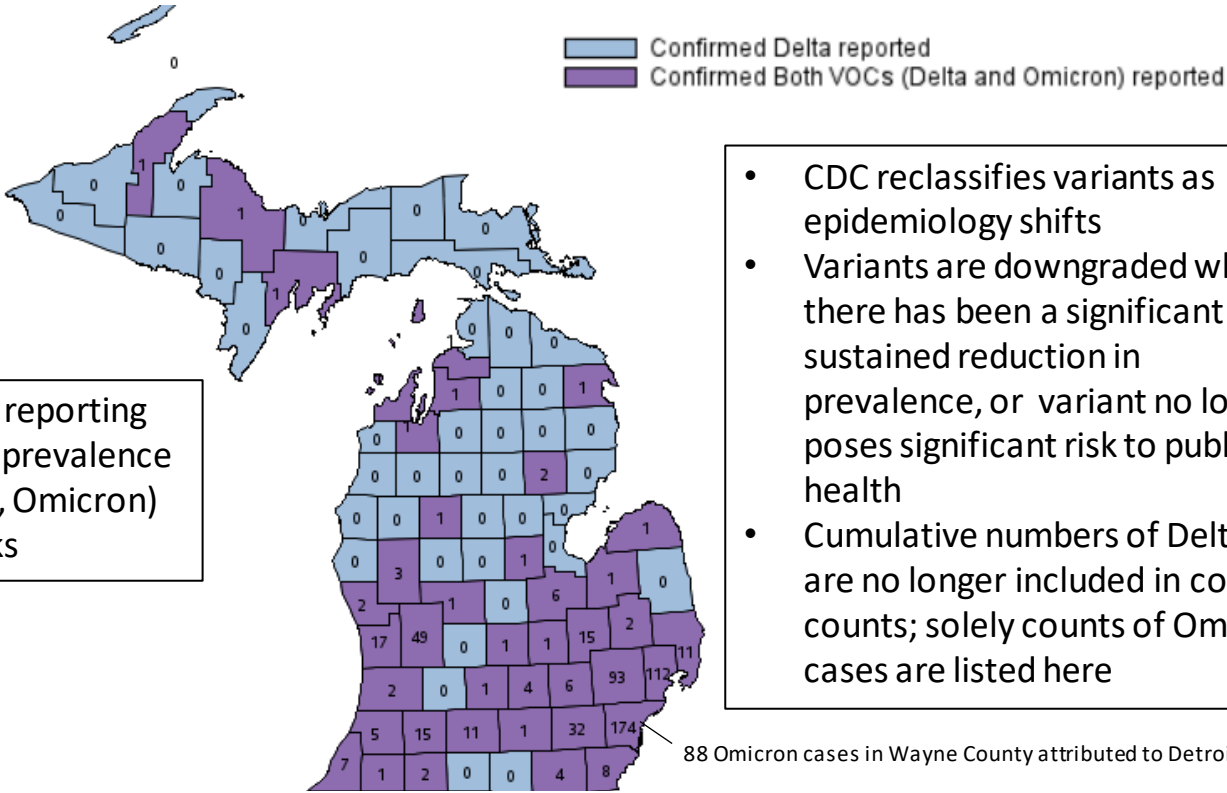 Confirmed Delta reported
Confirmed Both VOCs (Delta and Omicron) reported
0
1
0 0
0 1 0 0 0
0 0 0 0
0 1
0
0 0 0
1 0 0 1
0 0 0 0 0
0 0 0 0 2 0
0 0 1 0 0 0
0 3 0 0 1 0 1
2 1 0 6 1 0
17 49 0 1 1 15 2 11
2 0 1 4 6 93 112
5 15 11 1 32 174
7 1 2 0 0 4 8
reporting
prevalence
, Omicron)
ks
• CDC reclassifies variants as
epidemiology shifts
• Variants are downgraded wh
there has been a significant
sustained reduction in
prevalence, or variant no lo
poses significant risk to publ
health
• Cumulative numbers of Delt
are no longer included in co
counts; solely counts of Om
cases are listed here
88 Omicron cases in Wayne County attributed to Detroi